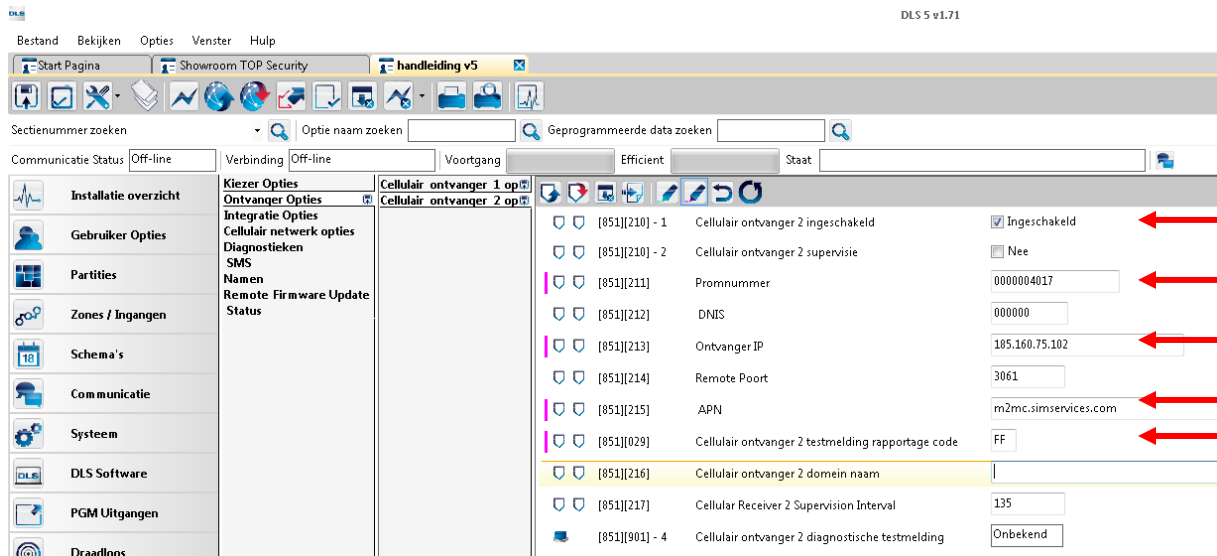 DLS
DLS 5 v1.71
Bestand Bekijken Opties Venster Hulp
Start Pagina Showroom TOP Security handleiding v5
Sectienummer zoeken Optie naam zoeken Geprogrammeerde data zoeken
Communicatie Status Off-line Verbinding Off-line Voortgang Efficient Staat
Installatie overzicht
Gebruiker Opties
Partities
Zones / Ingangen
18 Schema's
Communicatie
Systeem
DLS DLS Software
PGM Uitgangen
Draadloos
Kiezer Opties
Ontvanger Opties
Integratie Opties
Cellulair netwerk opties
Diagnostieken
SMS
Namen
Remote Firmware Update
Status
Cellulair ontvanger 1 op
Cellulair ontvanger 2 op
[851][210] - 1 Cellulair ontvanger 2 ingeschakeld Ingeschakeld
[851][210] - 2 Cellulair ontvanger 2 supervisie Nee
[851][211] Promnummer 0000004017
[851][212] DNIS 000000
[851][213] Ontvanger IP 185.160.75.102
[851][214] Remote Poort 3061
[851][215] APN m2mc.simservices.com
[851][029] Cellulair ontvanger 2 testmelding rapportage code FF
[851][216] Cellulair ontvanger 2 domein naam
[851][217] Cellular Receiver 2 Supervision Interval 135
[851][901] - 4 Cellulair ontvanger 2 diagnostische testmelding Onbekend